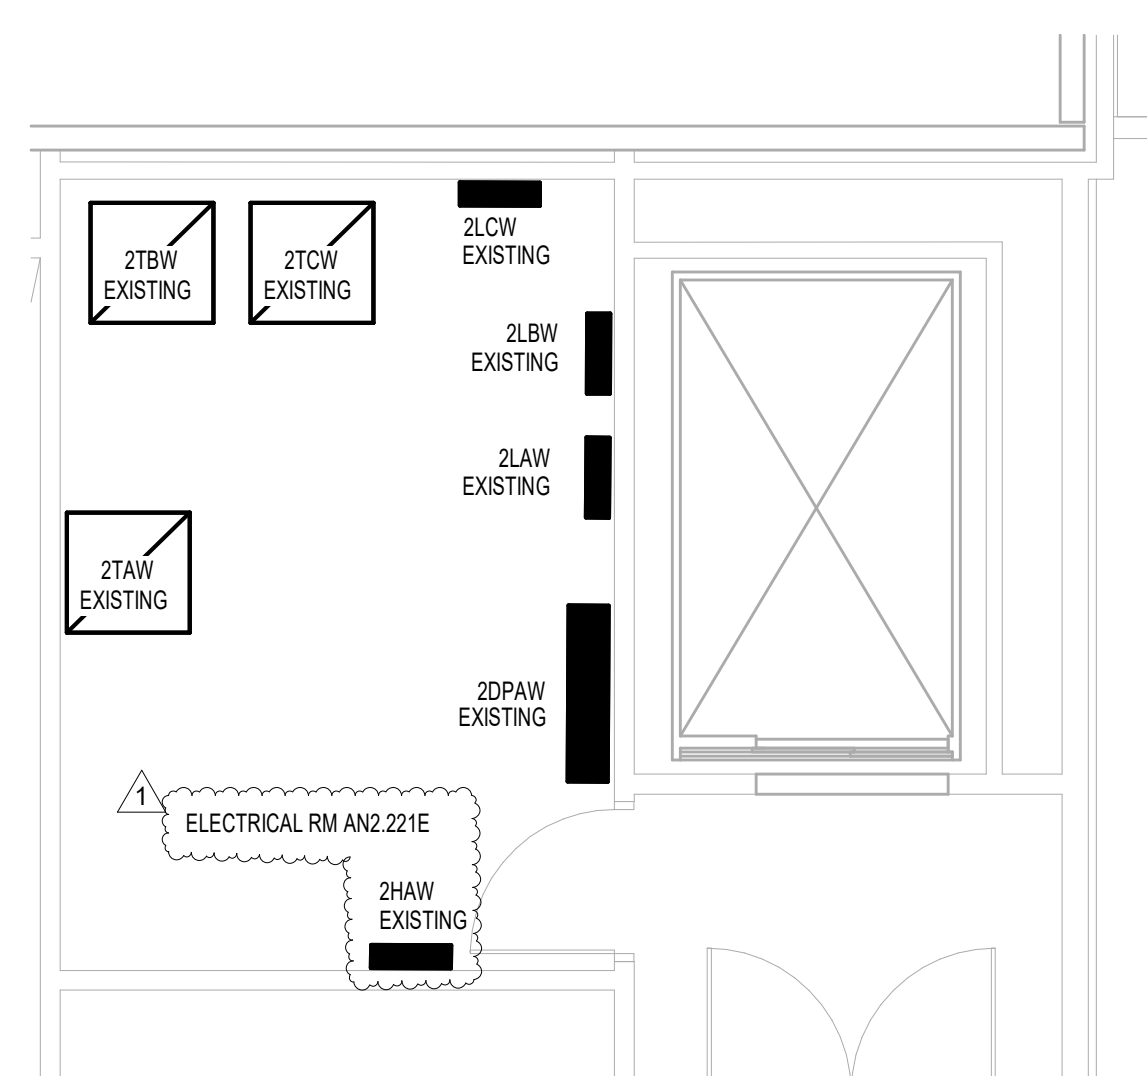 2TBW
EXISTING
2TCW
EXISTING
2LCW
EXISTING
2LBW
EXISTING
2LAW
EXISTING
2TAW
EXISTING
2DPAW
EXISTING
1
ELECTRICAL RM AN2.221E
2HAW
EXISTING